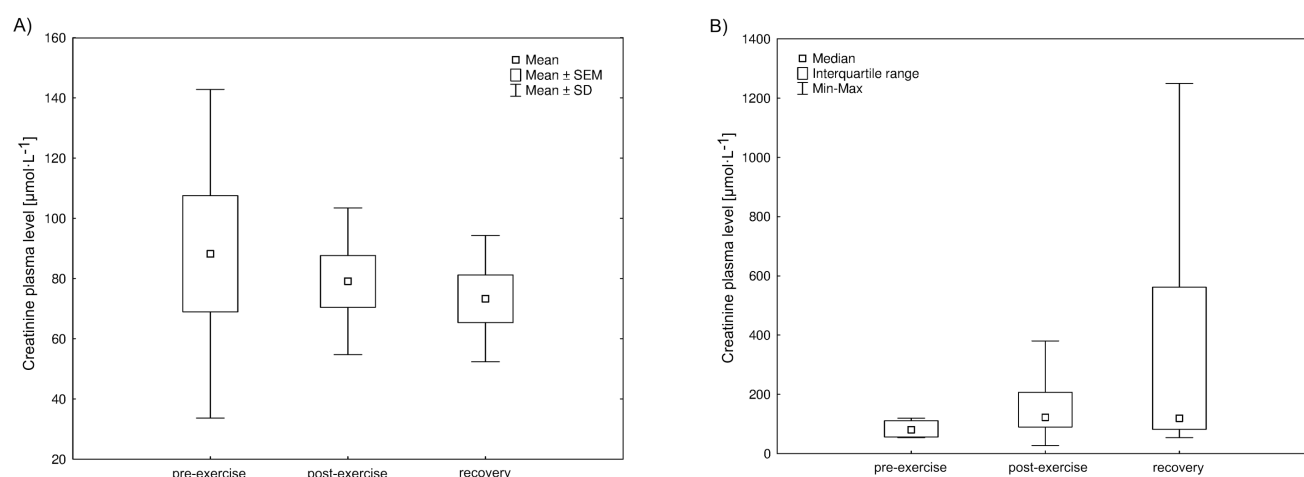 A)
Creatinine plasma level [µmol·L-1]
160
140
120
100
80
60
40
20
Mean
Mean ± SEM
Mean ± SD
pre-exercise
post-exercise
recovery
B)
Creatinine plasma level [µmol·L-1]
1400
1200
1000
800
600
400
200
0
Median
Interquartile range
Min-Max
pre-exercise
post-exercise
recovery